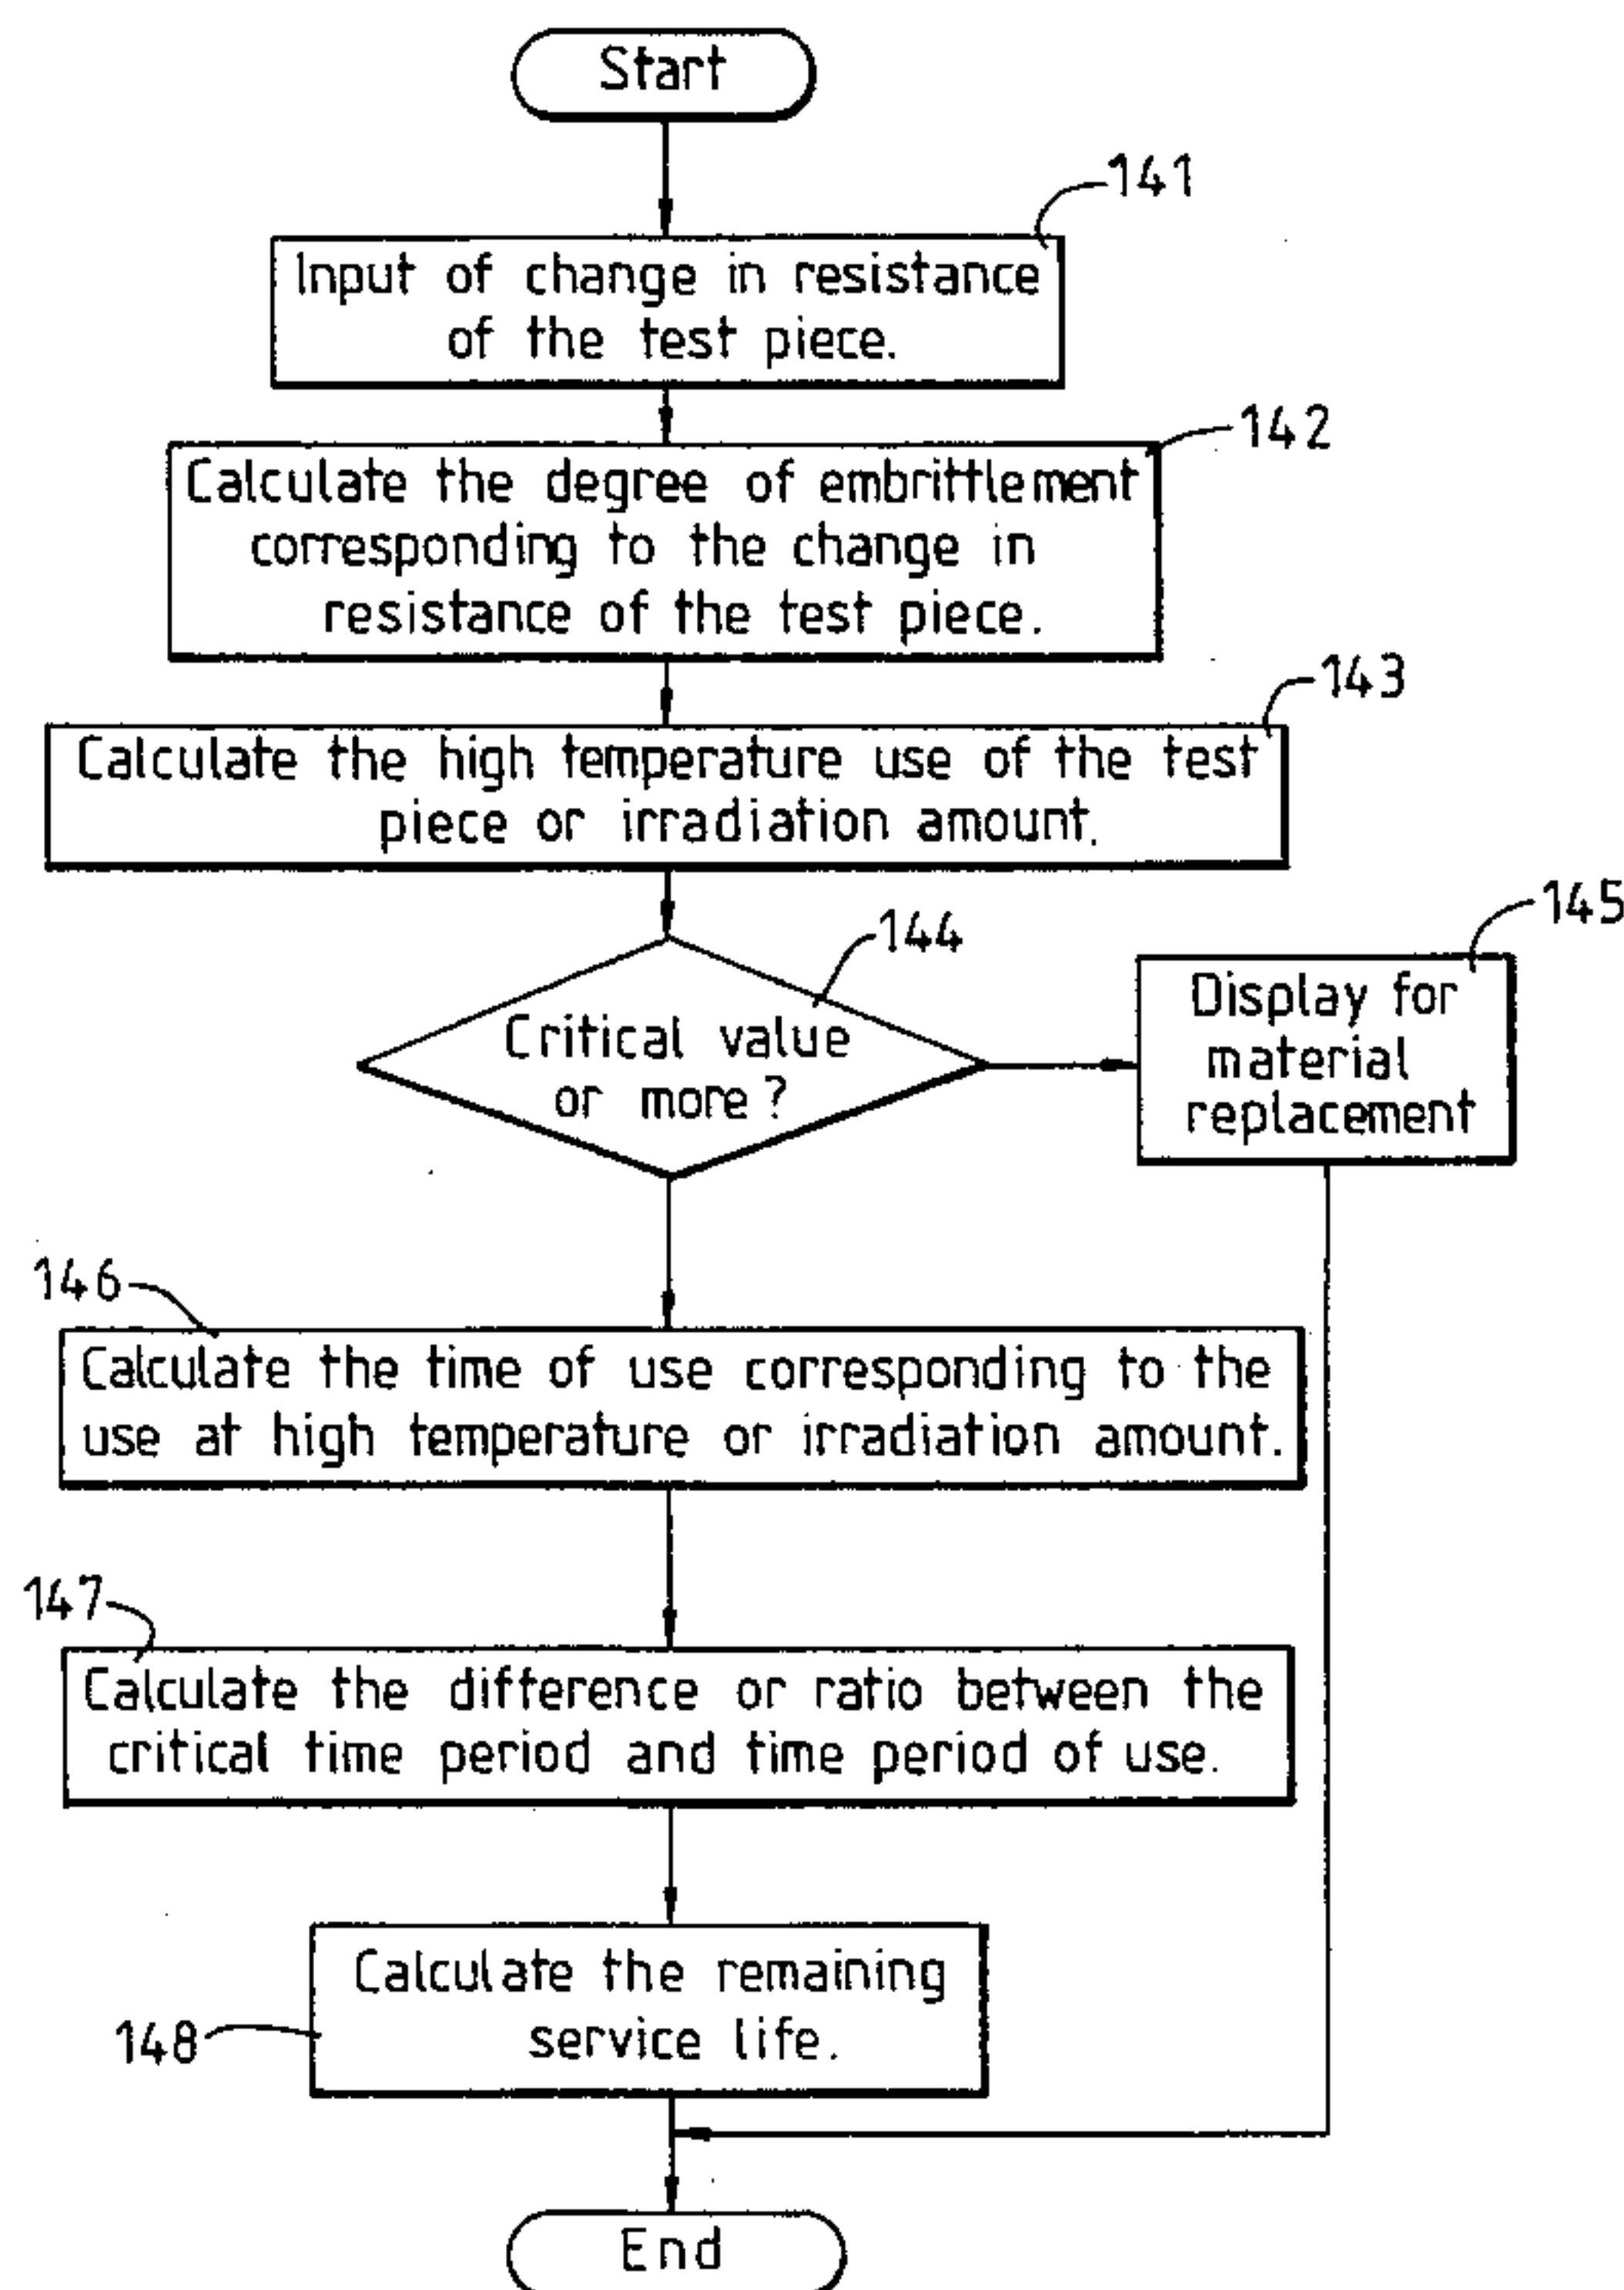 Start
141
Input of change in resistance
of the test piece.
142
Calculate the degree of embrittlement
corresponding to the change in
resistance of the test piece.
143
Calculate the high temperature use of the test
piece or irradiation amount.
144
Critical value
or more?
145
Display for
material
replacement
146
Calculate the time of use corresponding to the
use at high temperature or irradiation amount.
147
Calculate the difference or ratio between the
critical time period and time period of use.
148
Calculate the remaining
service life.
End